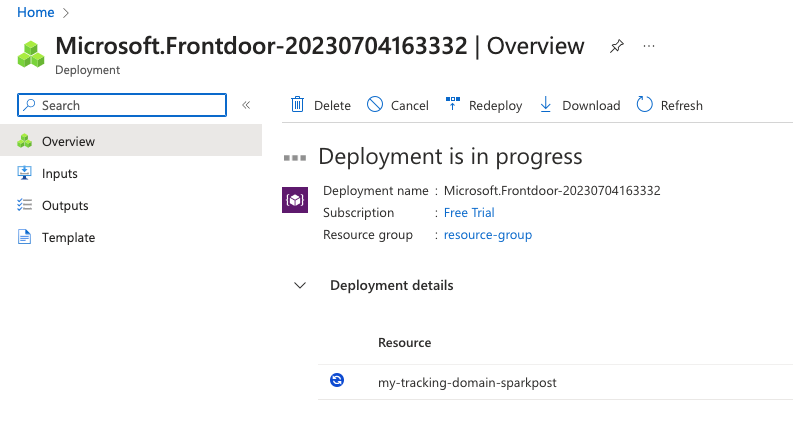 Home
Microsoft.Frontdoor-20230704163332 | Overview
Deployment
Search
Delete Cancel Redeploy Download Refresh
Overview
Inputs
Outputs
Template
Deployment is in progress
Deployment name : Microsoft.Frontdoor-20230704163332
Subscription : Free Trial
Resource group : resource-group
Deployment details
Resource
my-tracking-domain-sparkpost